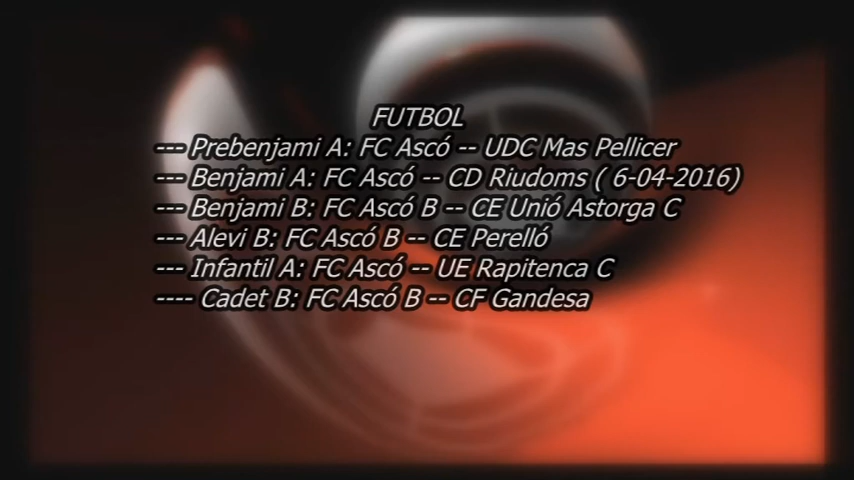 FUTBOL
--- Prebenjami A: FC Ascó -- UDC Mas Pellicer
--- Benjami A: FC Ascó -- CD Riudoms ( 6-04-2016)
--- Benjami B: FC Ascó B -- CE Unió Astorga C
--- Alevi B: FC Ascó B -- CE Perelló
--- Infantil A: FC Ascó -- UE Rapitenca C
---- Cadet B: FC Ascó B -- CF Gandesa